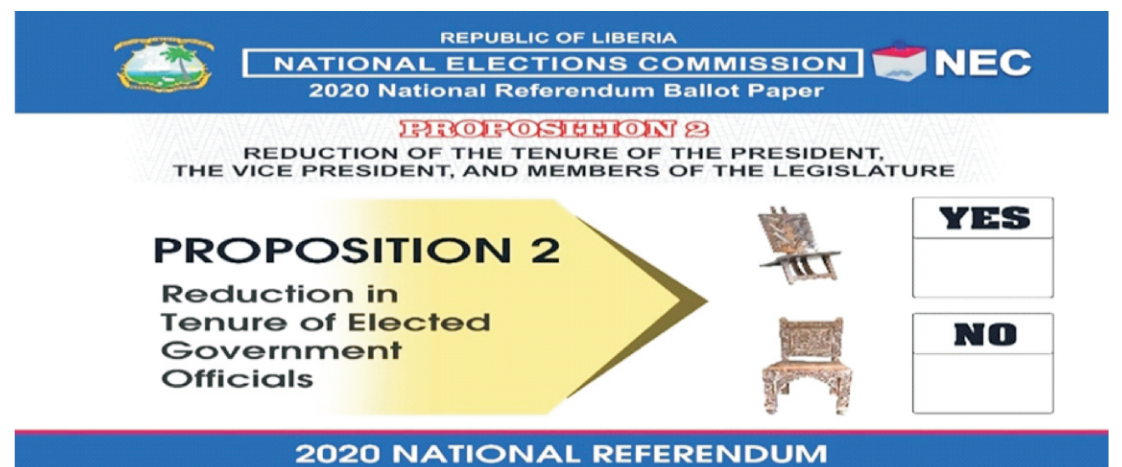 REPUBLIC OF LIBERIA
NATIONAL ELECTIONS COMMISSION
NEC
2020 National Referendum Ballot Paper
PROPOSITION 2
REDUCTION OF THE TENURE OF THE PRESIDENT,
THE VICE PRESIDENT, AND MEMBERS OF THE LEGISLATURE
PROPOSITION 2
Reduction in
Tenure of Elected
Government
Officials
YES
NO
2020 NATIONAL REFERENDUM